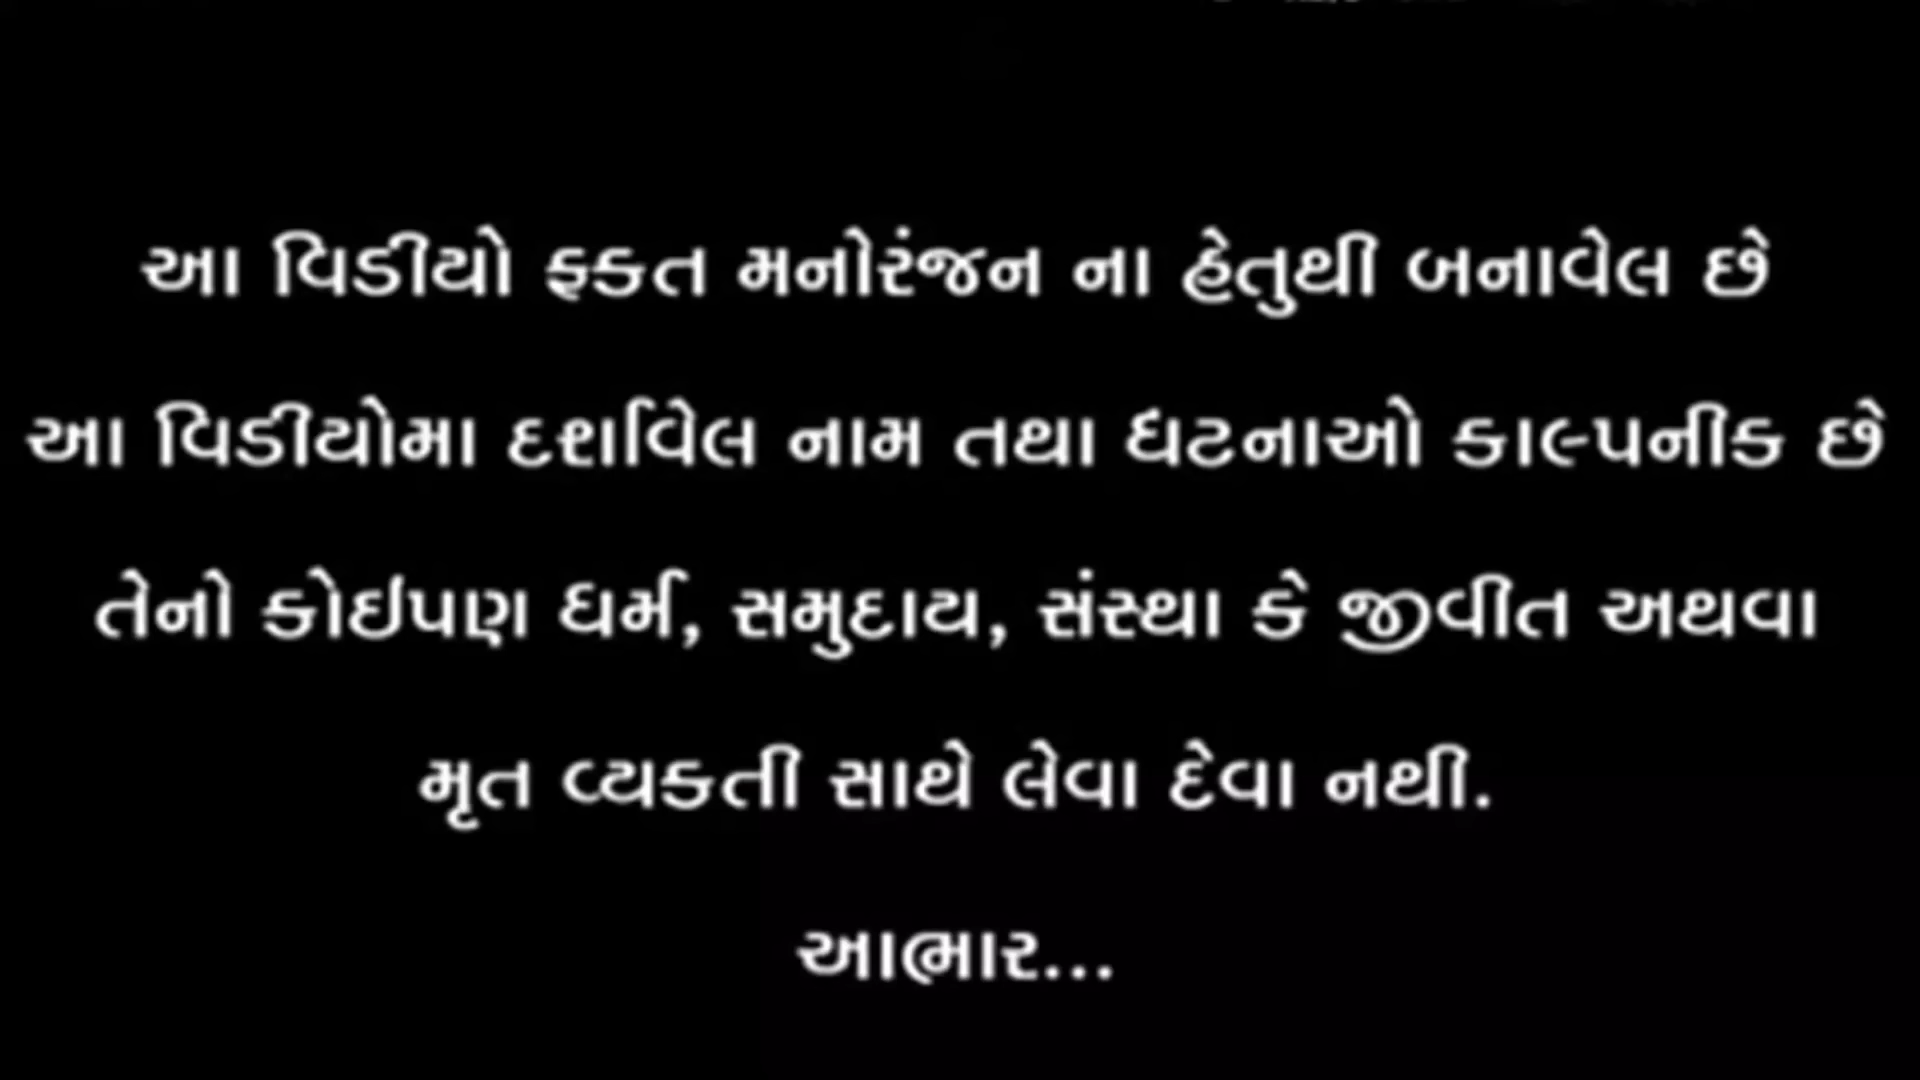 આ વિડીયો ફકત મનોરંજન ના હેતુથી બનાવેલ છે
આ વિડીયોમા દર્શાવેલ નામ તથા ઘટનાઓ કાલ્પનીક છે
તેનો કોઇપણ ધર્મ, સમુદાય, સંસ્થા કે જીવીત અથવા
મૃત વ્યકતી સાથે લેવા દેવા નથી.
આભાર...